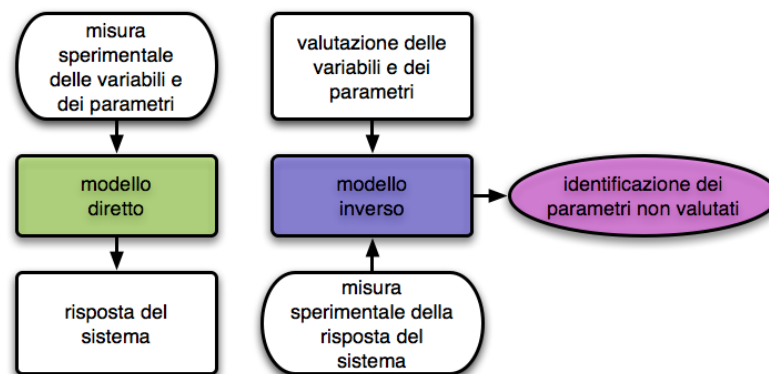 misura
sperimentale
delle variabili e
dei parametri
modello
diretto
risposta del
sistema
valutazione delle
variabili e dei
parametri
modello
inverso
misura
sperimentale della
risposta del
sistema
identificazione dei
parametri non valutati